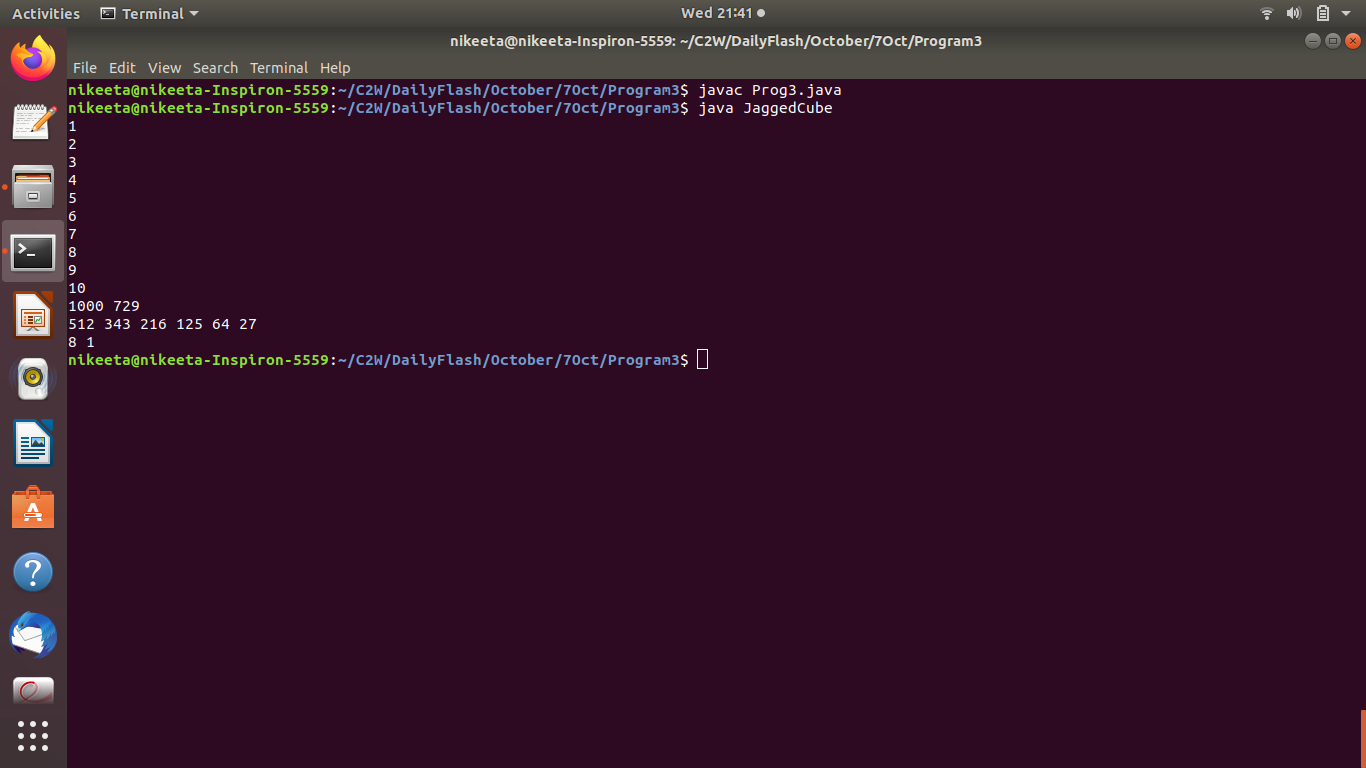 Activities Terminal Wed 21:41
nikeeta@nikeeta-Inspiron-5559: ~/C2W/DailyFlash/October/7Oct/Program3
File Edit View Search Terminal Help
nikeeta@nikeeta-Inspiron-5559:~/C2W/DailyFlash/October/7Oct/Program3$ javac Prog3.java
nikeeta@nikeeta-Inspiron-5559:~/C2W/DailyFlash/October/7Oct/Program3$ java JaggedCube
1
2
3
4
5
6
7
8
9
10
1000 729
512 343 216 125 64 27
8 1
nikeeta@nikeeta-Inspiron-5559:~/C2W/DailyFlash/October/7Oct/Program3$